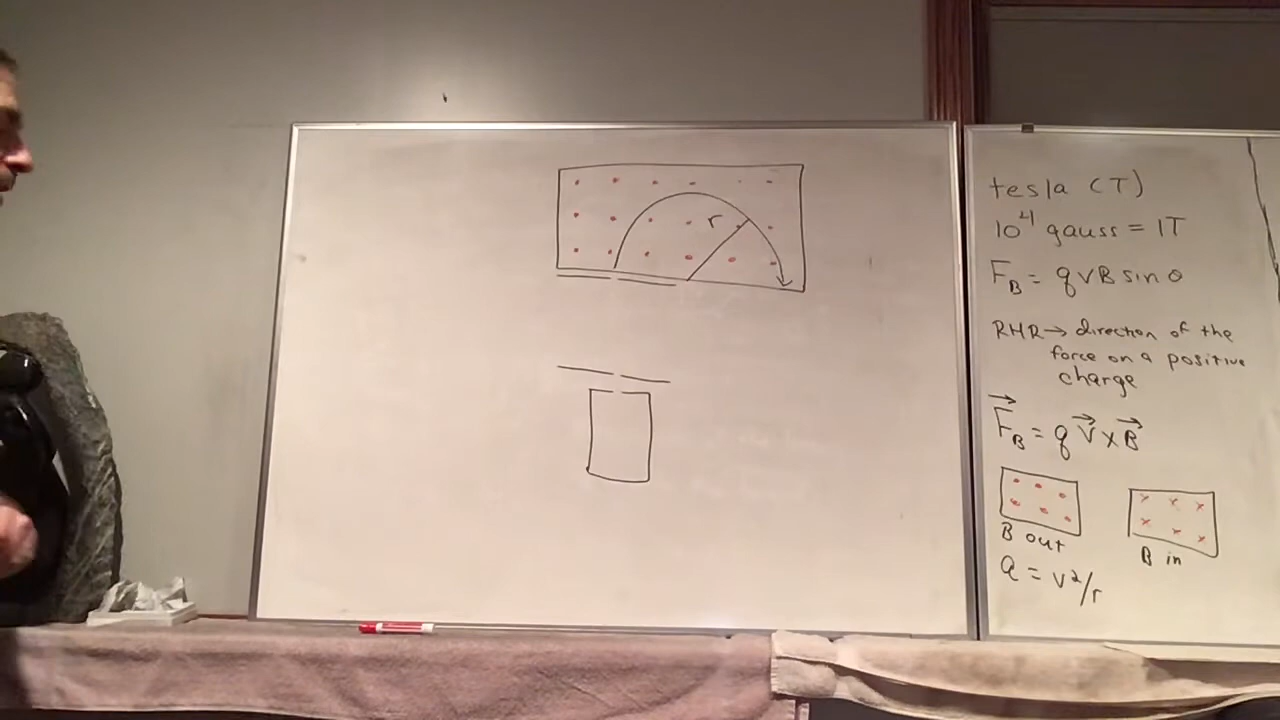 r
tesla (T)
10⁴ gauss = 1T
F_B = qvB sin θ
RHR → direction of the
force on a positive
charge
F⃗_B = q v⃗ × B⃗
B out
B in
a = v²/r